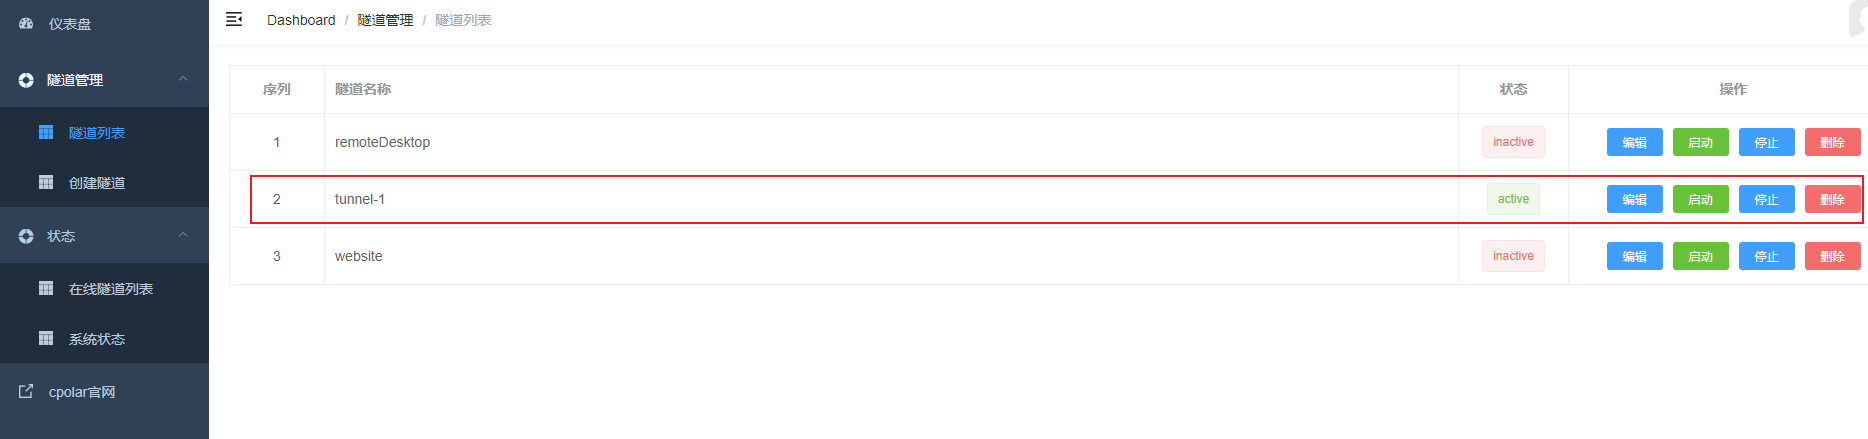 仪表盘
隧道管理
隧道列表
创建隧道
状态
在线隧道列表
系统状态
cpolar官网
Dashboard / 隧道管理 / 隧道列表
序列 隧道名称 状态 操作
1 remoteDesktop inactive 编辑 启动 停止 删除
2 tunnel-1 active 编辑 启动 停止 删除
3 website inactive 编辑 启动 停止 删除